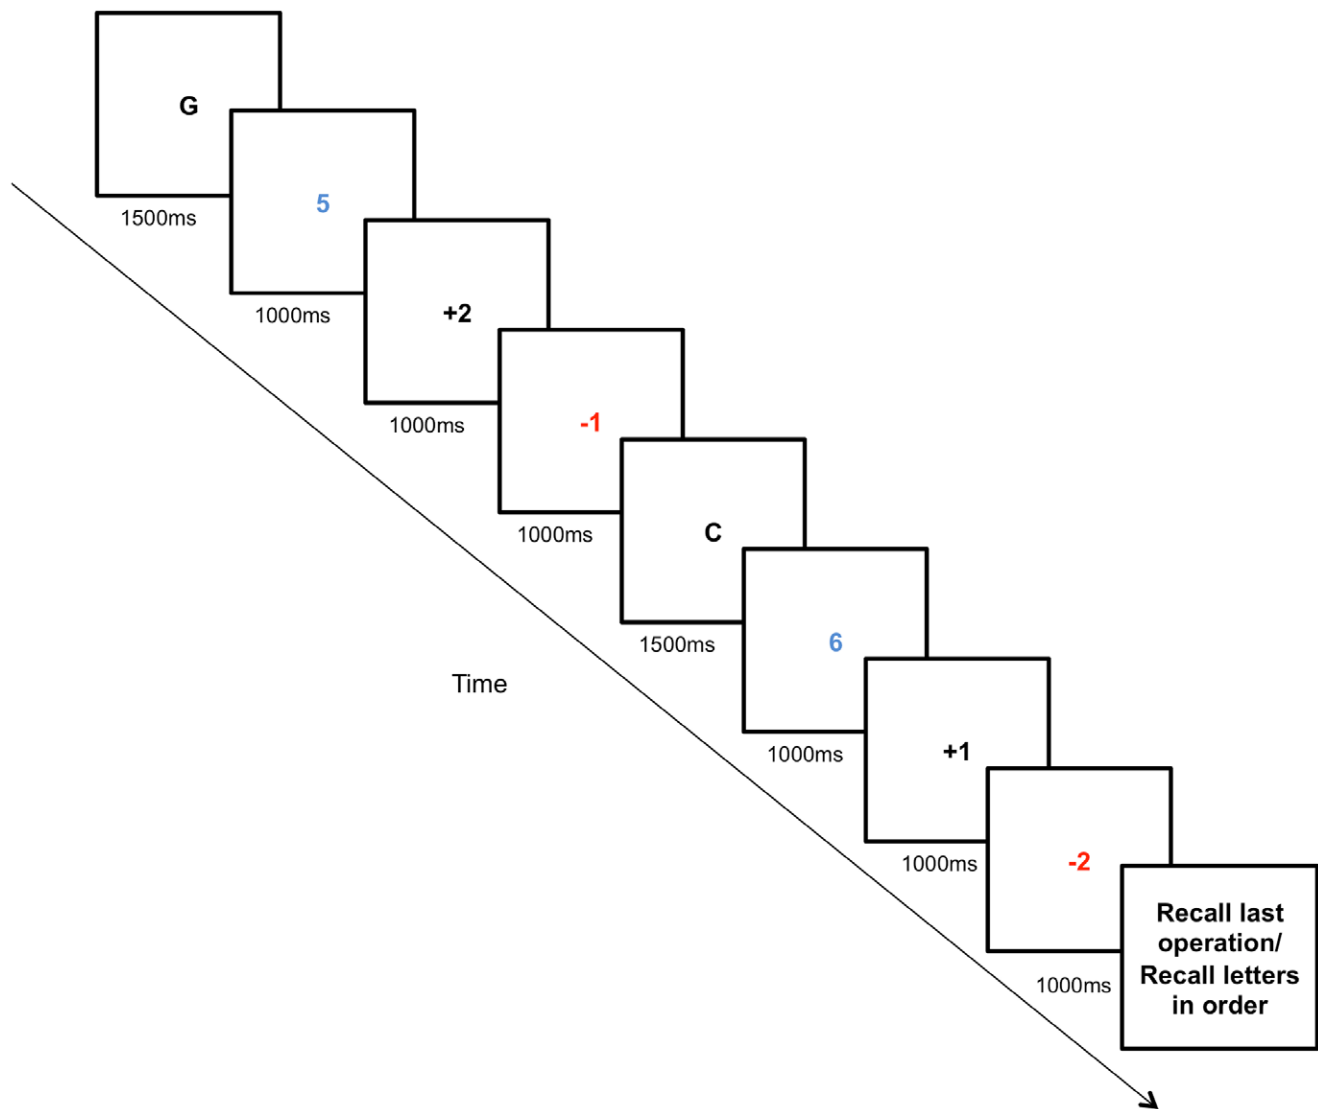 G
1500ms
5
1000ms
+2
1000ms
-1
1000ms
C
1500ms
6
1000ms
+1
1000ms
-2
1000ms
Recall last
operation/
Recall letters
in order
Time